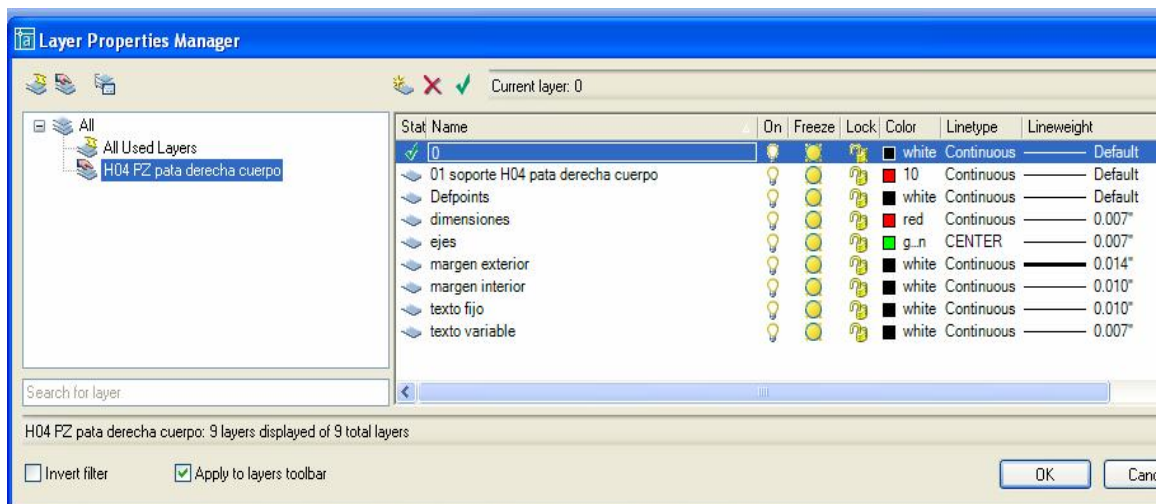 Layer Properties Manager
Current layer: 0
All
All Used Layers
H04 PZ pata derecha cuerpo
Search for layer
Stat Name On Freeze Lock Color Linetype Lineweight
0 white Continuous Default
01 soporte H04 pata derecha cuerpo 10 Continuous Default
Defpoints white Continuous Default
dimensiones red Continuous 0.007"
ejes g...n CENTER 0.007"
margen exterior white Continuous 0.014"
margen interior white Continuous 0.010"
texto fijo white Continuous 0.010"
texto variable white Continuous 0.007"
H04 PZ pata derecha cuerpo: 9 layers displayed of 9 total layers
Invert filter Apply to layers toolbar OK Canc